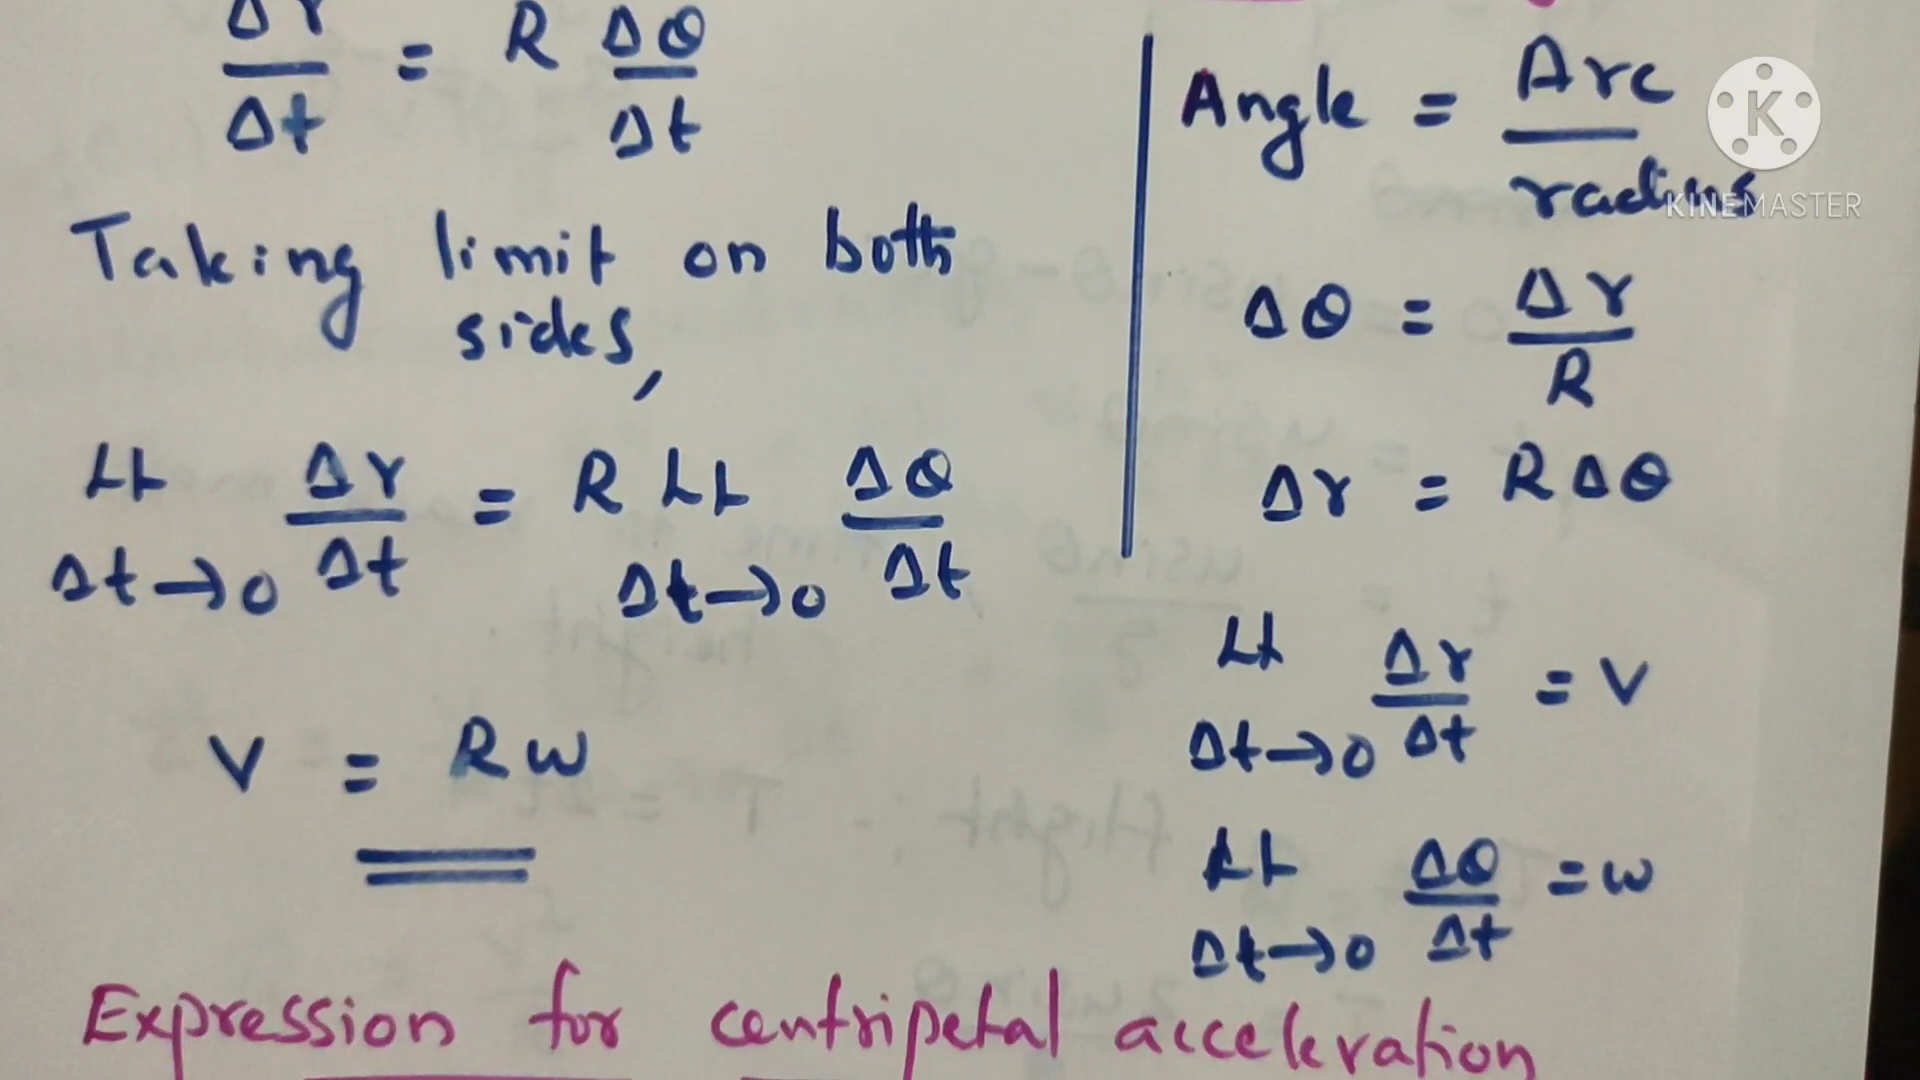 Δr/Δt = R Δθ/Δt
Taking limit on both
sides,
Lt Δt→0 Δr/Δt = R Lt Δt→0 Δθ/Δt
V = Rω
Angle = Arc/radius
Δθ = Δr/R
Δr = RΔθ
Lt Δt→0 Δr/Δt = V
Lt Δt→0 Δθ/Δt = ω
Expression for centripetal acceleration
K
KINEMASTER